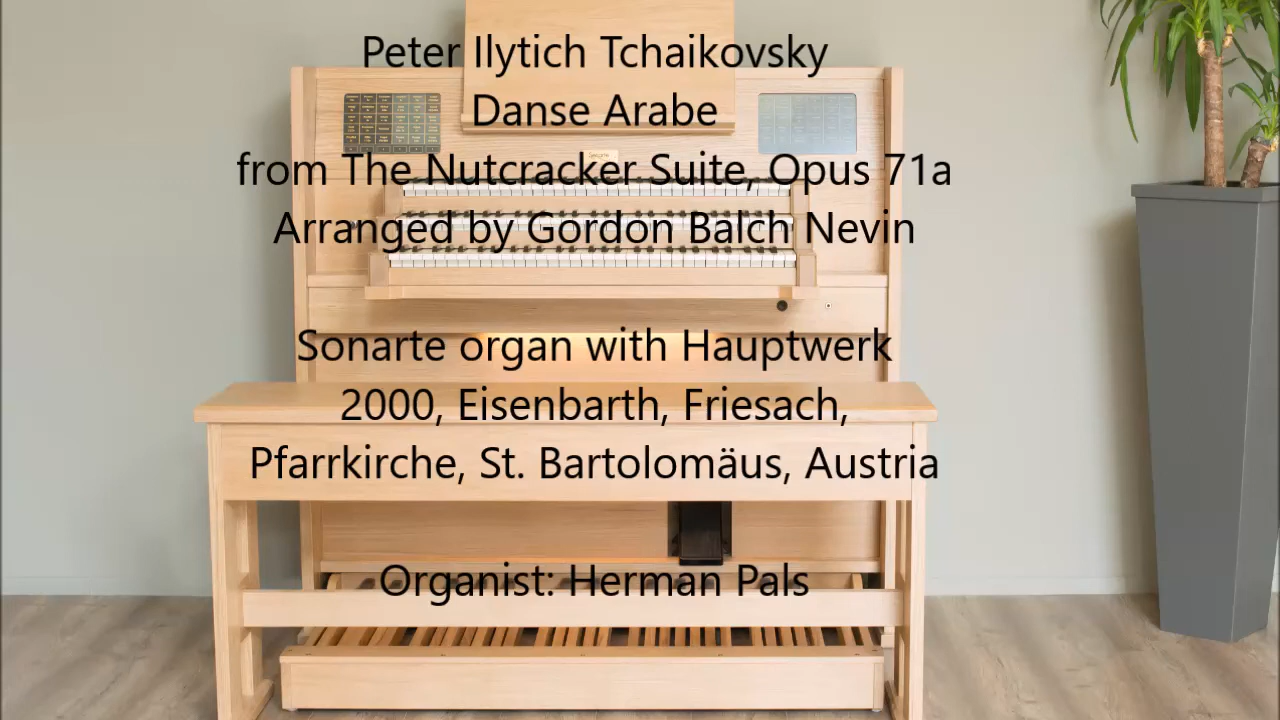 Peter Ilytich Tchaikovsky
Danse Arabe
from The Nutcracker Suite, Opus 71a
Arranged by Gordon Balch Nevin
Sonarte organ with Hauptwerk
2000, Eisenbarth, Friesach,
Pfarrkirche, St. Bartolomäus, Austria
Organist: Herman Pals